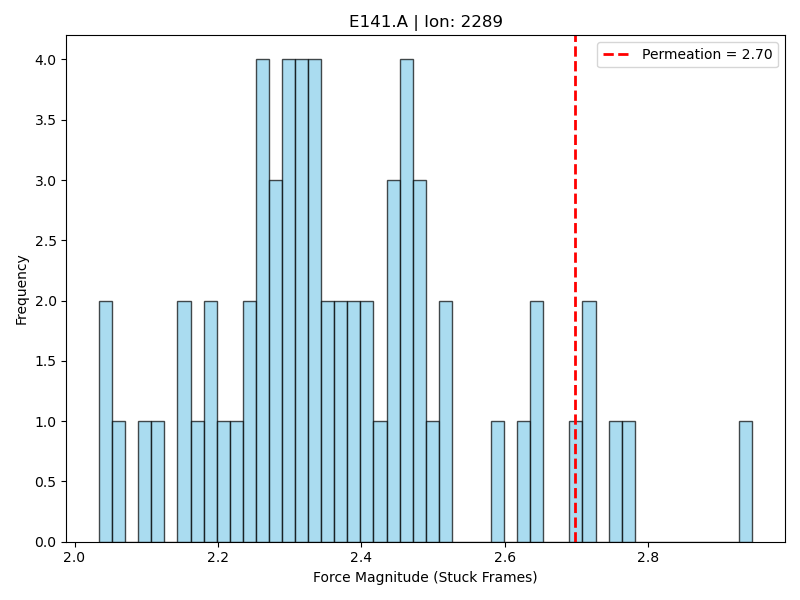 E141.A | Ion: 2289
Permeation = 2.70
Frequency
4.0
3.5
3.0
2.5
2.0
1.5
1.0
0.5
0.0
2.0 2.2 2.4 2.6 2.8
Force Magnitude (Stuck Frames)